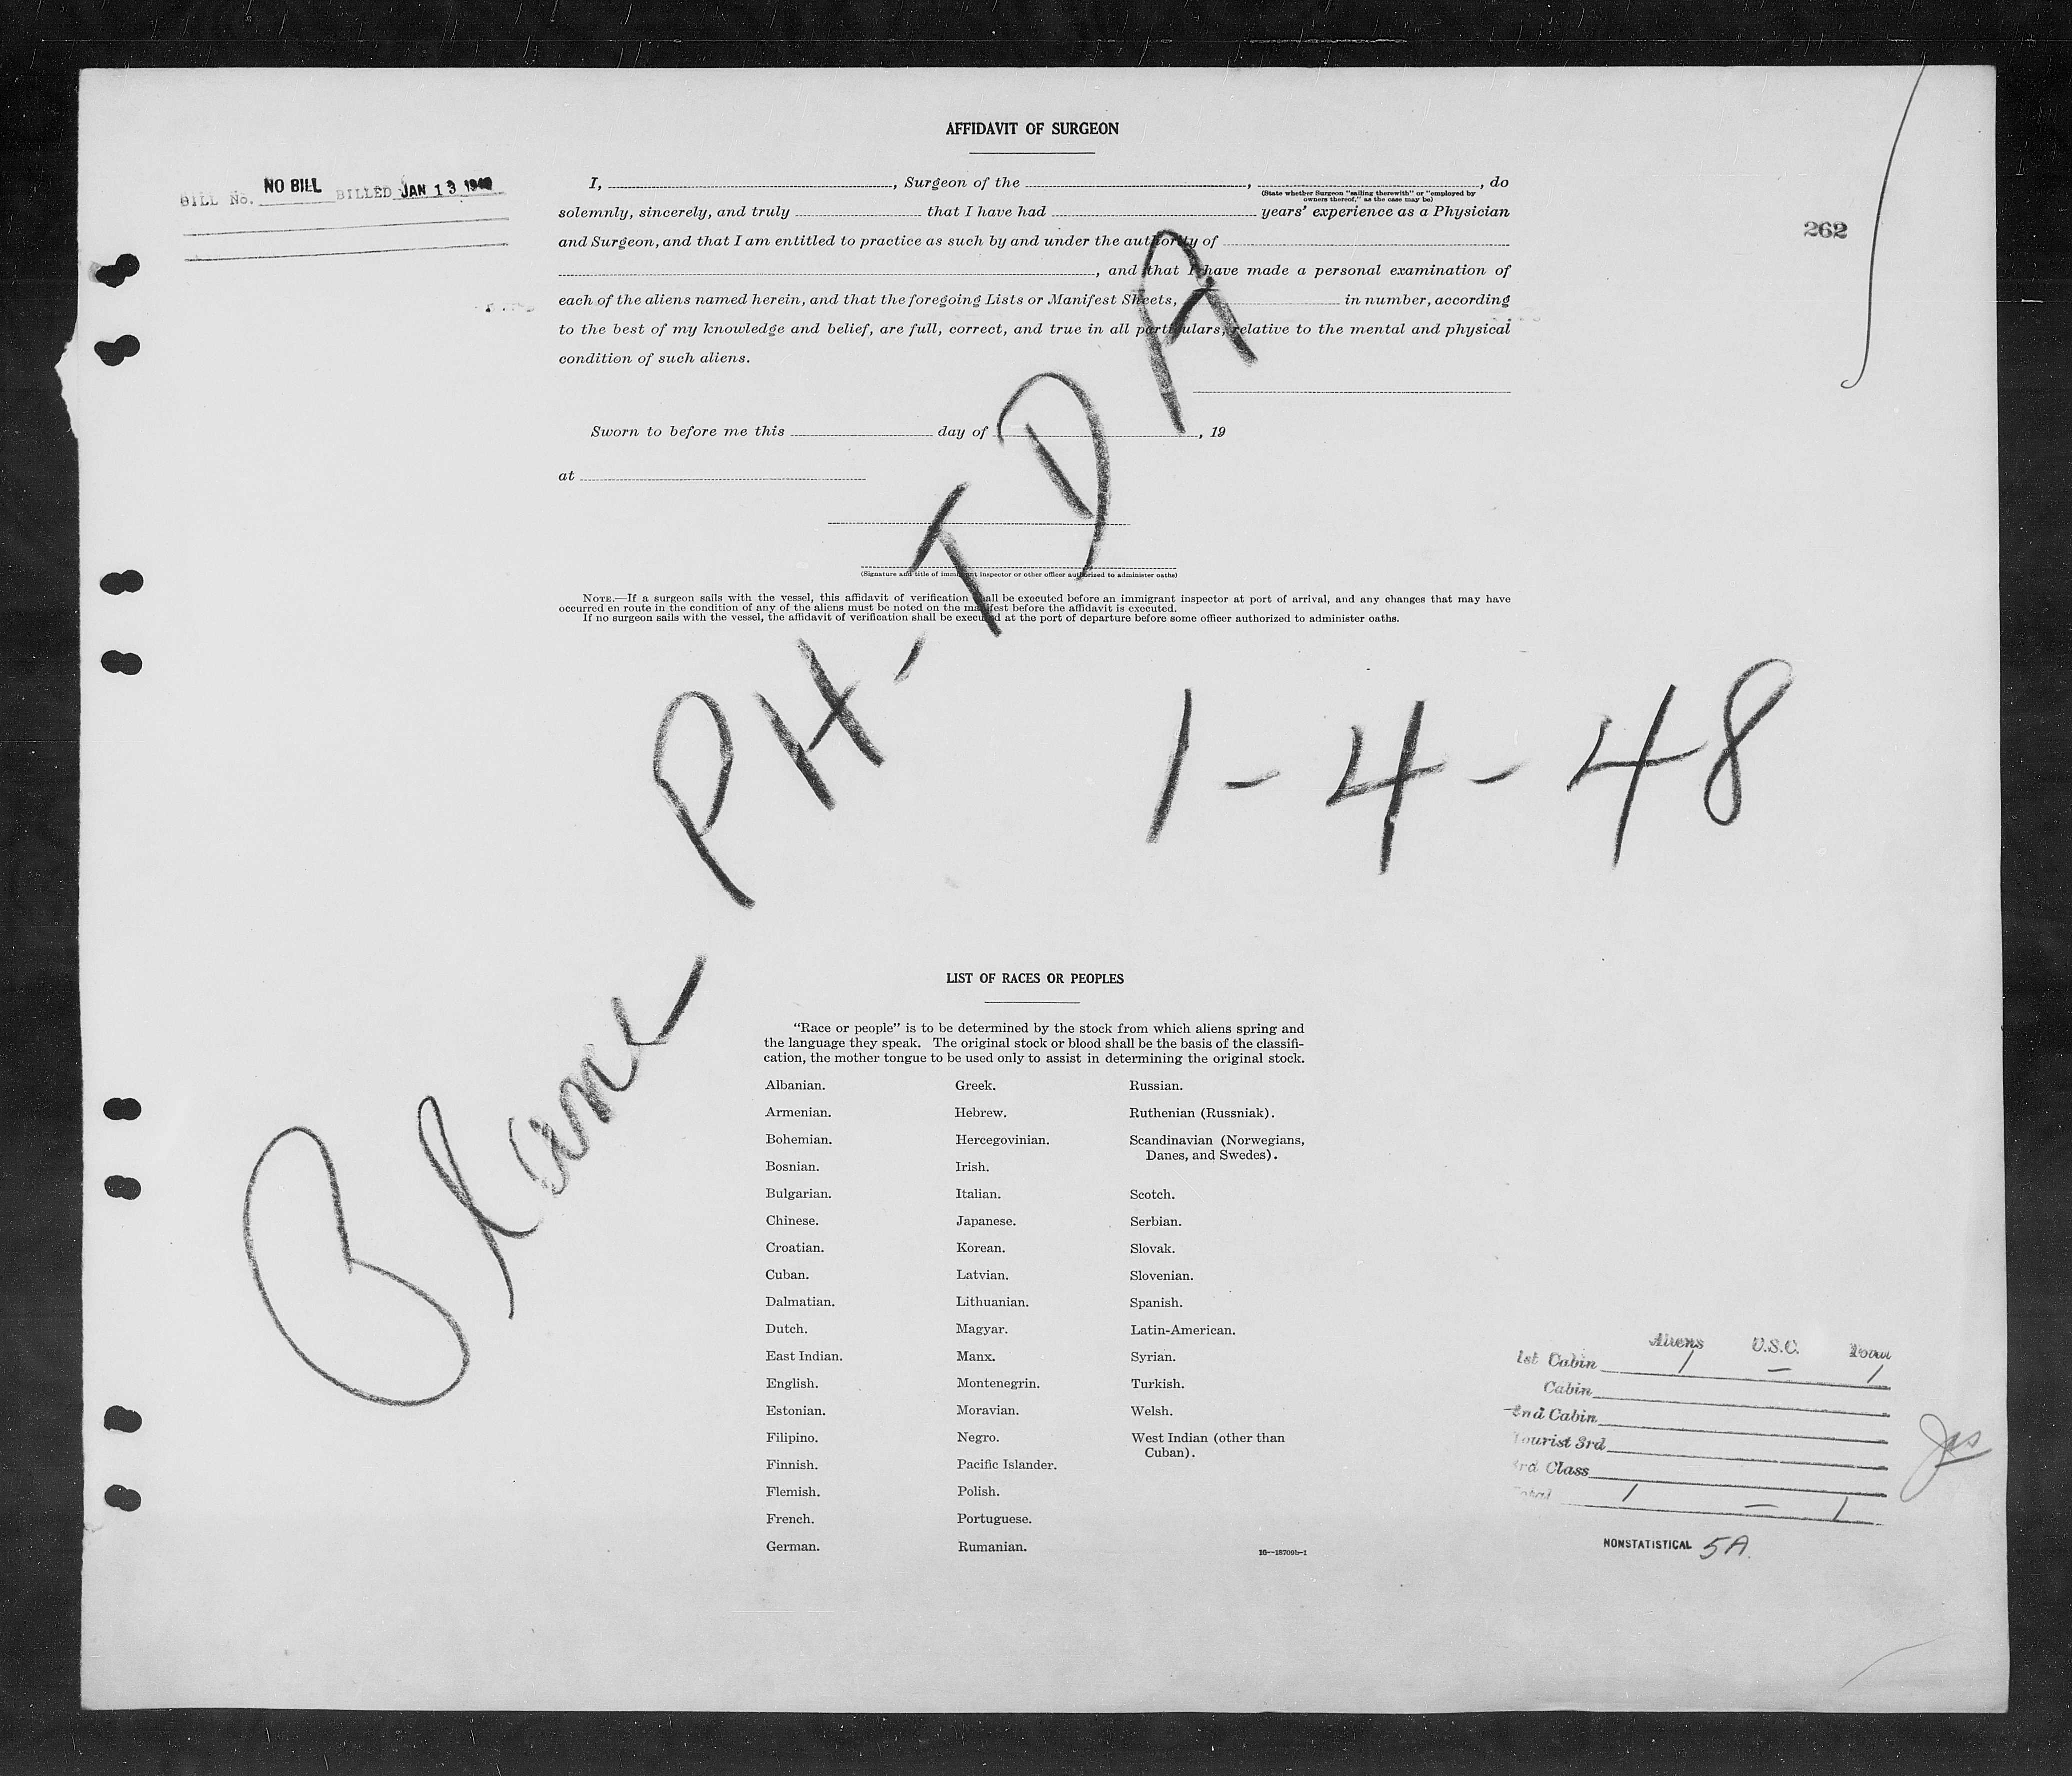 AFFIDAVIT OF SURGEON
BILL No. NO BILL BILLED JAN 13 1948
262
I, , Surgeon of the , , do
(State whether Surgeon "sailing therewith" or "employed by
owners thereof," as the case may be)
solemnly, sincerely, and truly that I have had years' experience as a Physician
and Surgeon, and that I am entitled to practice as such by and under the authority of
, and that I have made a personal examination of
each of the aliens named herein, and that the foregoing Lists or Manifest Sheets, in number, according
to the best of my knowledge and belief, are full, correct, and true in all particulars, relative to the mental and physical
condition of such aliens.
Sworn to before me this day of , 19
at
(Signature and title of immigrant inspector or other officer authorized to administer oaths)
NOTE.—If a surgeon sails with the vessel, this affidavit of verification shall be executed before an immigrant inspector at port of arrival, and any changes that may have
occurred en route in the condition of any of the aliens must be noted on the manifest before the affidavit is executed.
If no surgeon sails with the vessel, the affidavit of verification shall be executed at the port of departure before some officer authorized to administer oaths.
PH-TDA
1-4-48
LIST OF RACES OR PEOPLES
"Race or people" is to be determined by the stock from which aliens spring and
the language they speak. The original stock or blood shall be the basis of the classifi-
cation, the mother tongue to be used only to assist in determining the original stock.
Albanian. Greek. Russian.
Armenian. Hebrew. Ruthenian (Russniak).
Bohemian. Hercegovinian. Scandinavian (Norwegians,
Danes, and Swedes).
Bosnian. Irish.
Bulgarian. Italian. Scotch.
Chinese. Japanese. Serbian.
Croatian. Korean. Slovak.
Cuban. Latvian. Slovenian.
Dalmatian. Lithuanian. Spanish.
Dutch. Magyar. Latin-American.
East Indian. Manx. Syrian.
English. Montenegrin. Turkish.
Estonian. Moravian. Welsh.
Filipino. Negro. West Indian (other than
Cuban).
Finnish. Pacific Islander.
Flemish. Polish.
French. Portuguese.
German. Rumanian.
16—18709b-1
Aliens U.S.C. Total
1st Cabin 1 — 1
Cabin
2nd Cabin
Tourist 3rd
3rd Class
Total 1 — 1
NONSTATISTICAL 5A